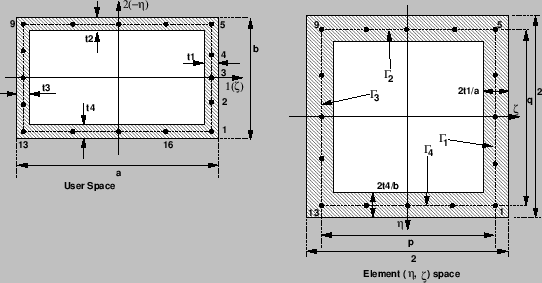 2(−η)
9
5
t2
t1
4
b
3
1(ζ)
t3
2
t4
1
13
16
a
User Space
9
5
Γ2
2t1/a
2
Γ3
ζ
q
Γ1
Γ4
2t4/b
13
1
η
p
2
Element (η, ζ) space